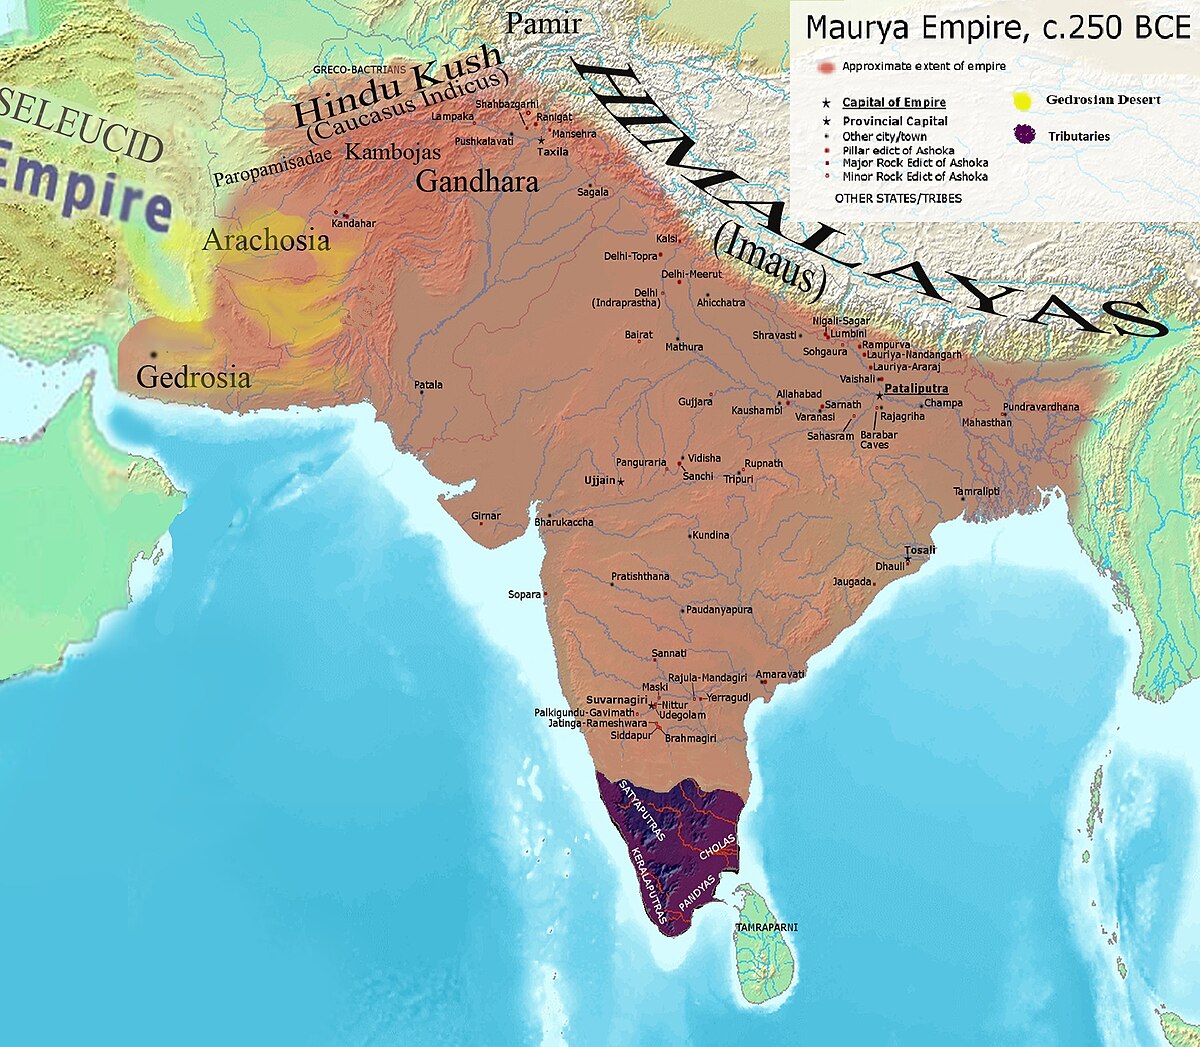 Maurya Empire, c.250 BCE
Approximate extent of empire
Capital of Empire
Provincial Capital
Other city/town
Pillar edict of Ashoka
Major Rock Edict of Ashoka
Minor Rock Edict of Ashoka
OTHER STATES/TRIBES
Gedrosian Desert
Tributaries
Pamir
GRECO-BACTRIANS
Hindu Kush
(Caucasus Indicus)
HIMALAYAS
(Imaus)
SELEUCID
Empire
Paropamisadae
Kambojas
Gandhara
Arachosia
Gedrosia
Shahbazgarhi
Lampaka
Ranigat
Mansehra
Pushkalavati
Taxila
Sagala
Kandahar
Kalsi
Delhi-Topra
Delhi-Meerut
Delhi
(Indraprastha)
Ahicchatra
Bairat
Mathura
Shravasti
Nigali-Sagar
Lumbini
Sohgaura
Rampurva
Lauriya-Nandangarh
Lauriya-Araraj
Vaishali
Pataliputra
Patala
Gujjara
Allahabad
Kaushambi
Sarnath
Varanasi
Champa
Rajagriha
Pundravardhana
Mahasthan
Sahasram
Barabar
Caves
Panguraria
Vidisha
Sanchi
Rupnath
Tripuri
Ujjain
Tamralipti
Girnar
Bharukaccha
Kundina
Tosali
Dhauli
Jaugada
Pratishthana
Sopara
Paudanyapura
Sannati
Rajula-Mandagiri
Amaravati
Maski
Yerragudi
Suvarnagiri
Nittur
Palkigundu-Gavimath
Udegolam
Jatinga-Rameshwara
Siddapur
Brahmagiri
SATYAPUTRAS
CHOLAS
KERALAPUTRAS
PANDYAS
TAMRAPARNI